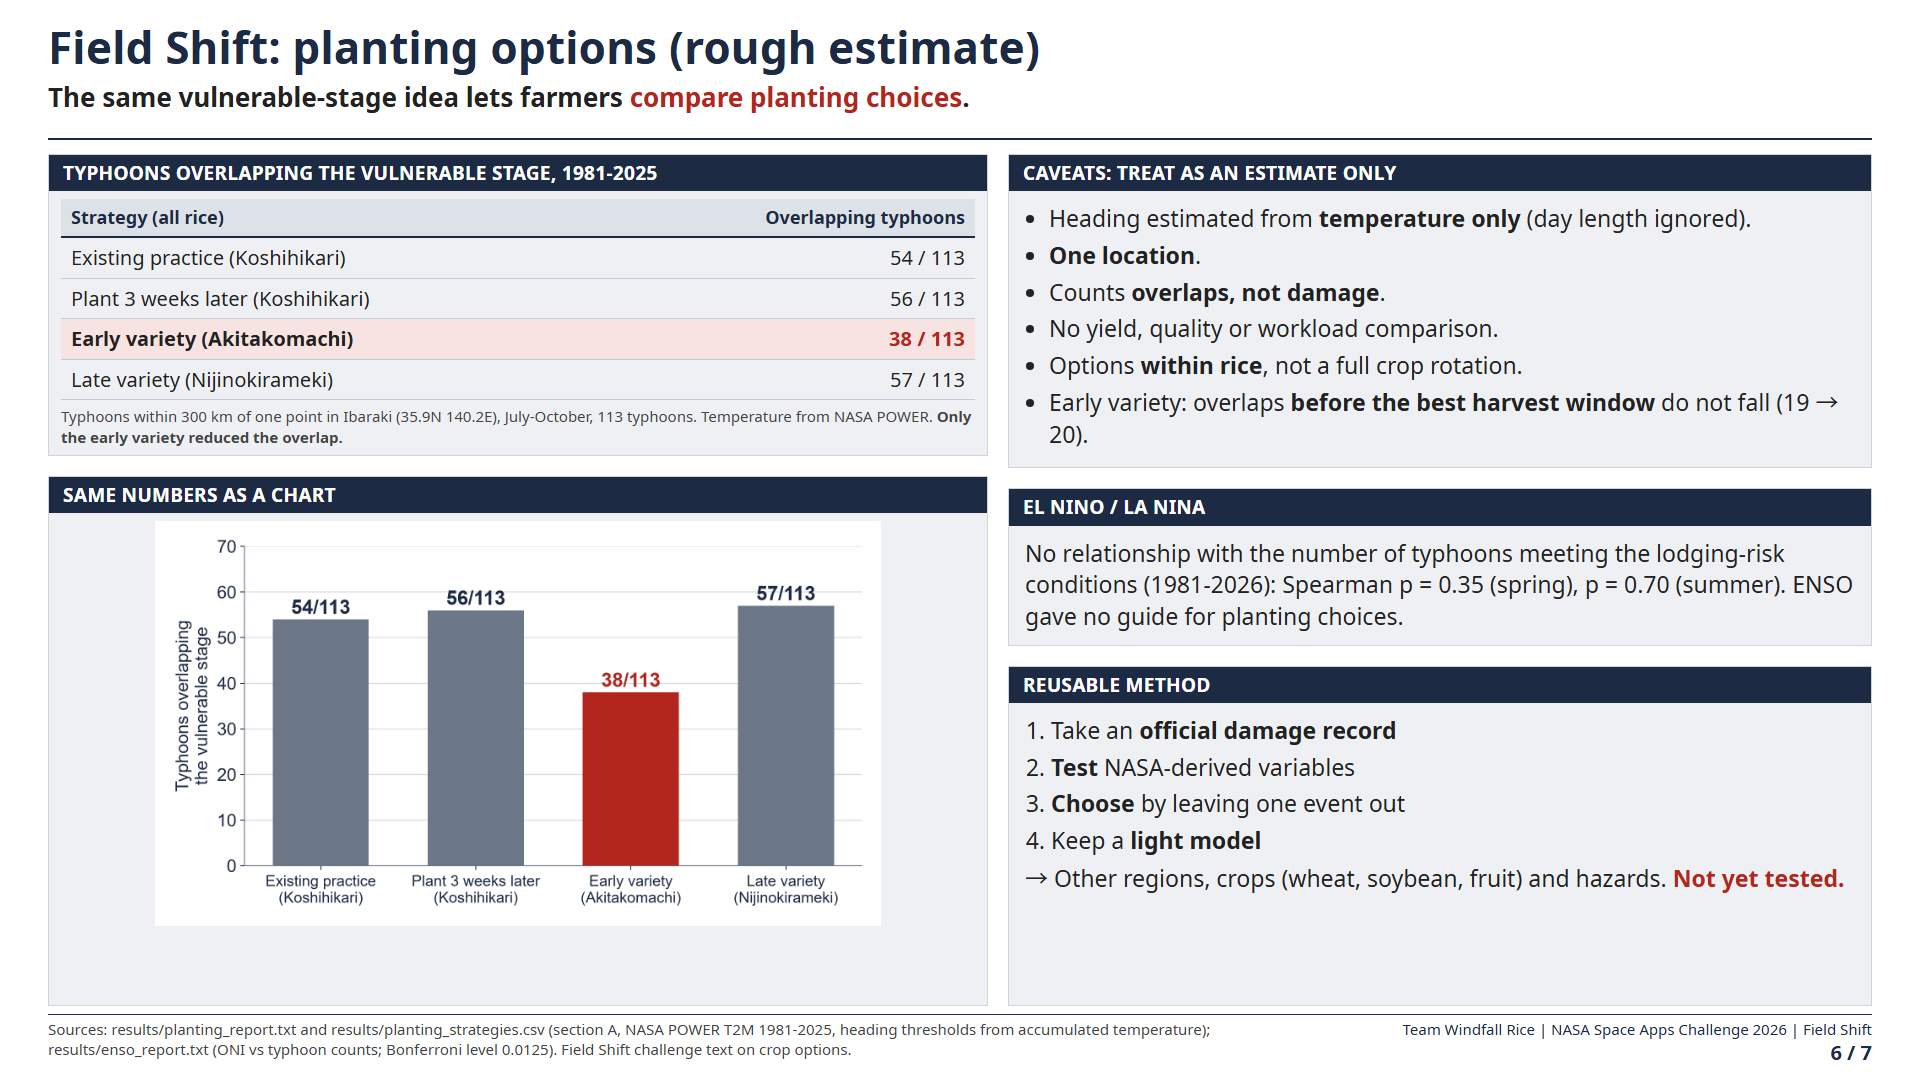 Field Shift: planting options (rough estimate)
The same vulnerable-stage idea lets farmers compare planting choices.
TYPHOONS OVERLAPPING THE VULNERABLE STAGE, 1981-2025
Strategy (all rice) Overlapping typhoons
Existing practice (Koshihikari) 54 / 113
Plant 3 weeks later (Koshihikari) 56 / 113
Early variety (Akitakomachi) 38 / 113
Late variety (Nijinokirameki) 57 / 113
Typhoons within 300 km of one point in Ibaraki (35.9N 140.2E), July-October, 113 typhoons. Temperature from NASA POWER. Only
the early variety reduced the overlap.
SAME NUMBERS AS A CHART
Typhoons overlapping
the vulnerable stage
70
60
50
40
30
20
10
0
54/113
56/113
38/113
57/113
Existing practice
(Koshihikari)
Plant 3 weeks later
(Koshihikari)
Early variety
(Akitakomachi)
Late variety
(Nijinokirameki)
CAVEATS: TREAT AS AN ESTIMATE ONLY
• Heading estimated from temperature only (day length ignored).
• One location.
• Counts overlaps, not damage.
• No yield, quality or workload comparison.
• Options within rice, not a full crop rotation.
• Early variety: overlaps before the best harvest window do not fall (19 →
20).
EL NINO / LA NINA
No relationship with the number of typhoons meeting the lodging-risk
conditions (1981-2026): Spearman p = 0.35 (spring), p = 0.70 (summer). ENSO
gave no guide for planting choices.
REUSABLE METHOD
1. Take an official damage record
2. Test NASA-derived variables
3. Choose by leaving one event out
4. Keep a light model
→ Other regions, crops (wheat, soybean, fruit) and hazards. Not yet tested.
Sources: results/planting_report.txt and results/planting_strategies.csv (section A, NASA POWER T2M 1981-2025, heading thresholds from accumulated temperature);
results/enso_report.txt (ONI vs typhoon counts; Bonferroni level 0.0125). Field Shift challenge text on crop options.
Team Windfall Rice | NASA Space Apps Challenge 2026 | Field Shift
6 / 7